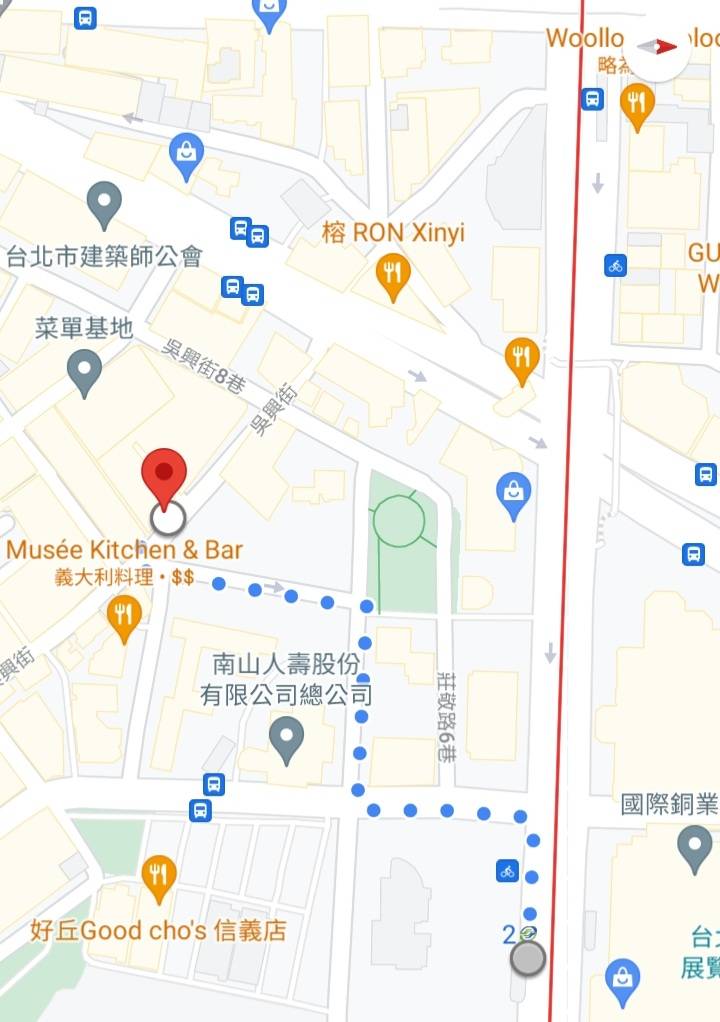 Woollo
略為
榕 RON Xinyi
台北市建築師公會
GU
W
菜單基地
吳興街8巷
吳興街
Musée Kitchen & Bar
義大利料理・$$
興街
南山人壽股份
有限公司總公司
莊敬路6巷
國際銅業
好丘Good cho's 信義店
2
展覽